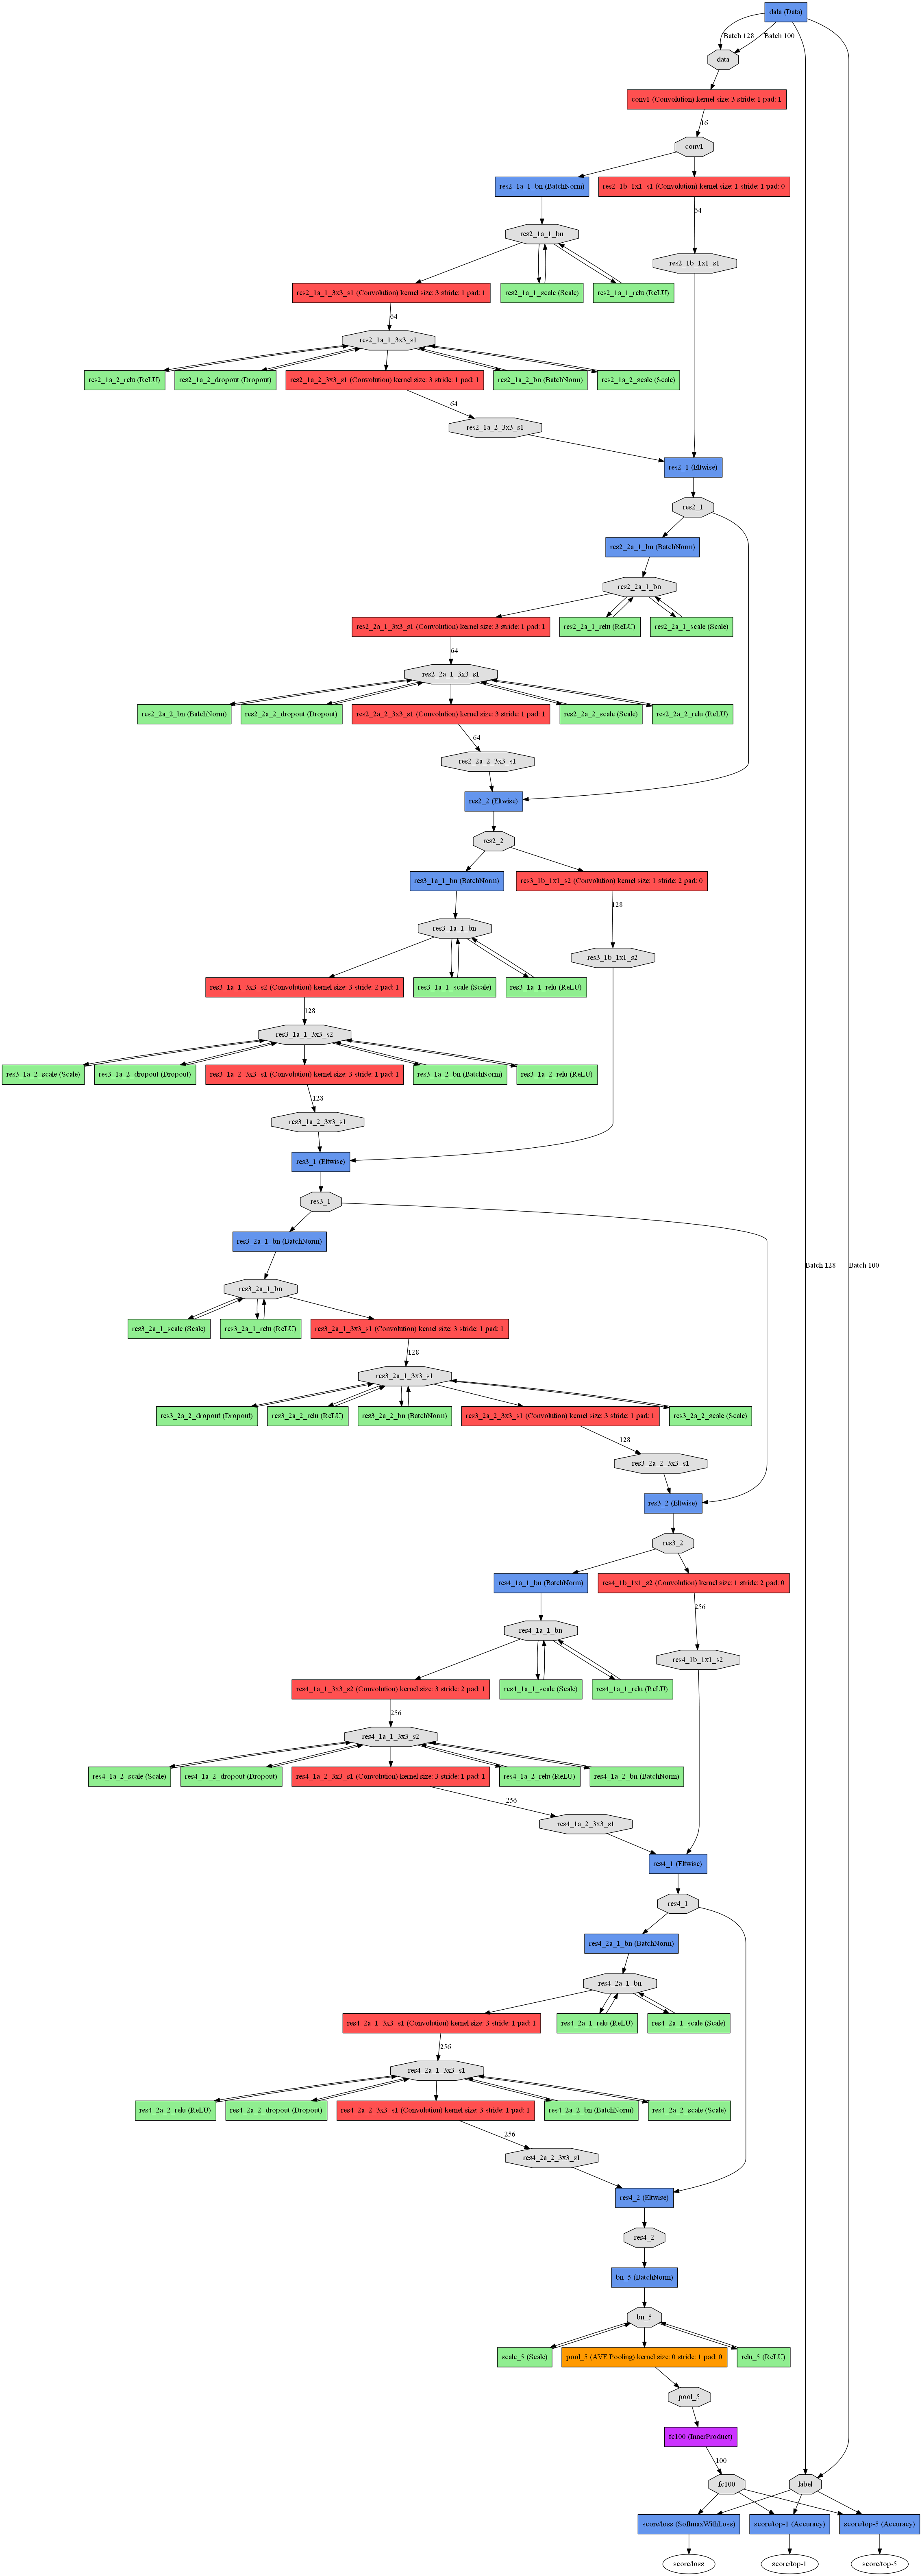 data (Data)
Batch 128
Batch 100
data
conv1 (Convolution) kernel size: 3 stride: 1 pad: 1
16
conv1
res2_1a_1_bn (BatchNorm)
res2_1b_1x1_s1 (Convolution) kernel size: 1 stride: 1 pad: 0
64
res2_1a_1_bn
res2_1b_1x1_s1
res2_1a_1_3x3_s1 (Convolution) kernel size: 3 stride: 1 pad: 1
res2_1a_1_scale (Scale)
res2_1a_1_relu (ReLU)
64
res2_1a_1_3x3_s1
res2_1a_2_relu (ReLU)
res2_1a_2_dropout (Dropout)
res2_1a_2_3x3_s1 (Convolution) kernel size: 3 stride: 1 pad: 1
res2_1a_2_bn (BatchNorm)
res2_1a_2_scale (Scale)
64
res2_1a_2_3x3_s1
res2_1 (Eltwise)
res2_1
res2_2a_1_bn (BatchNorm)
res2_2a_1_bn
res2_2a_1_3x3_s1 (Convolution) kernel size: 3 stride: 1 pad: 1
res2_2a_1_relu (ReLU)
res2_2a_1_scale (Scale)
64
res2_2a_1_3x3_s1
res2_2a_2_bn (BatchNorm)
res2_2a_2_dropout (Dropout)
res2_2a_2_3x3_s1 (Convolution) kernel size: 3 stride: 1 pad: 1
res2_2a_2_scale (Scale)
res2_2a_2_relu (ReLU)
64
res2_2a_2_3x3_s1
res2_2 (Eltwise)
res2_2
res3_1a_1_bn (BatchNorm)
res3_1b_1x1_s2 (Convolution) kernel size: 1 stride: 2 pad: 0
128
res3_1a_1_bn
res3_1b_1x1_s2
res3_1a_1_3x3_s2 (Convolution) kernel size: 3 stride: 2 pad: 1
res3_1a_1_scale (Scale)
res3_1a_1_relu (ReLU)
128
res3_1a_1_3x3_s2
res3_1a_2_scale (Scale)
res3_1a_2_dropout (Dropout)
res3_1a_2_3x3_s1 (Convolution) kernel size: 3 stride: 1 pad: 1
res3_1a_2_bn (BatchNorm)
res3_1a_2_relu (ReLU)
128
res3_1a_2_3x3_s1
res3_1 (Eltwise)
res3_1
res3_2a_1_bn (BatchNorm)
Batch 128
Batch 100
res3_2a_1_bn
res3_2a_1_scale (Scale)
res3_2a_1_relu (ReLU)
res3_2a_1_3x3_s1 (Convolution) kernel size: 3 stride: 1 pad: 1
128
res3_2a_1_3x3_s1
res3_2a_2_dropout (Dropout)
res3_2a_2_relu (ReLU)
res3_2a_2_bn (BatchNorm)
res3_2a_2_3x3_s1 (Convolution) kernel size: 3 stride: 1 pad: 1
res3_2a_2_scale (Scale)
128
res3_2a_2_3x3_s1
res3_2 (Eltwise)
res3_2
res4_1a_1_bn (BatchNorm)
res4_1b_1x1_s2 (Convolution) kernel size: 1 stride: 2 pad: 0
256
res4_1a_1_bn
res4_1b_1x1_s2
res4_1a_1_3x3_s2 (Convolution) kernel size: 3 stride: 2 pad: 1
res4_1a_1_scale (Scale)
res4_1a_1_relu (ReLU)
256
res4_1a_1_3x3_s2
res4_1a_2_scale (Scale)
res4_1a_2_dropout (Dropout)
res4_1a_2_3x3_s1 (Convolution) kernel size: 3 stride: 1 pad: 1
res4_1a_2_relu (ReLU)
res4_1a_2_bn (BatchNorm)
256
res4_1a_2_3x3_s1
res4_1 (Eltwise)
res4_1
res4_2a_1_bn (BatchNorm)
res4_2a_1_bn
res4_2a_1_3x3_s1 (Convolution) kernel size: 3 stride: 1 pad: 1
res4_2a_1_relu (ReLU)
res4_2a_1_scale (Scale)
256
res4_2a_1_3x3_s1
res4_2a_2_relu (ReLU)
res4_2a_2_dropout (Dropout)
res4_2a_2_3x3_s1 (Convolution) kernel size: 3 stride: 1 pad: 1
res4_2a_2_bn (BatchNorm)
res4_2a_2_scale (Scale)
256
res4_2a_2_3x3_s1
res4_2 (Eltwise)
res4_2
bn_5 (BatchNorm)
bn_5
scale_5 (Scale)
pool_5 (AVE Pooling) kernel size: 0 stride: 1 pad: 0
relu_5 (ReLU)
pool_5
fc100 (InnerProduct)
100
fc100
label
score/loss (SoftmaxWithLoss)
score/top-1 (Accuracy)
score/top-5 (Accuracy)
score/loss
score/top-1
score/top-5